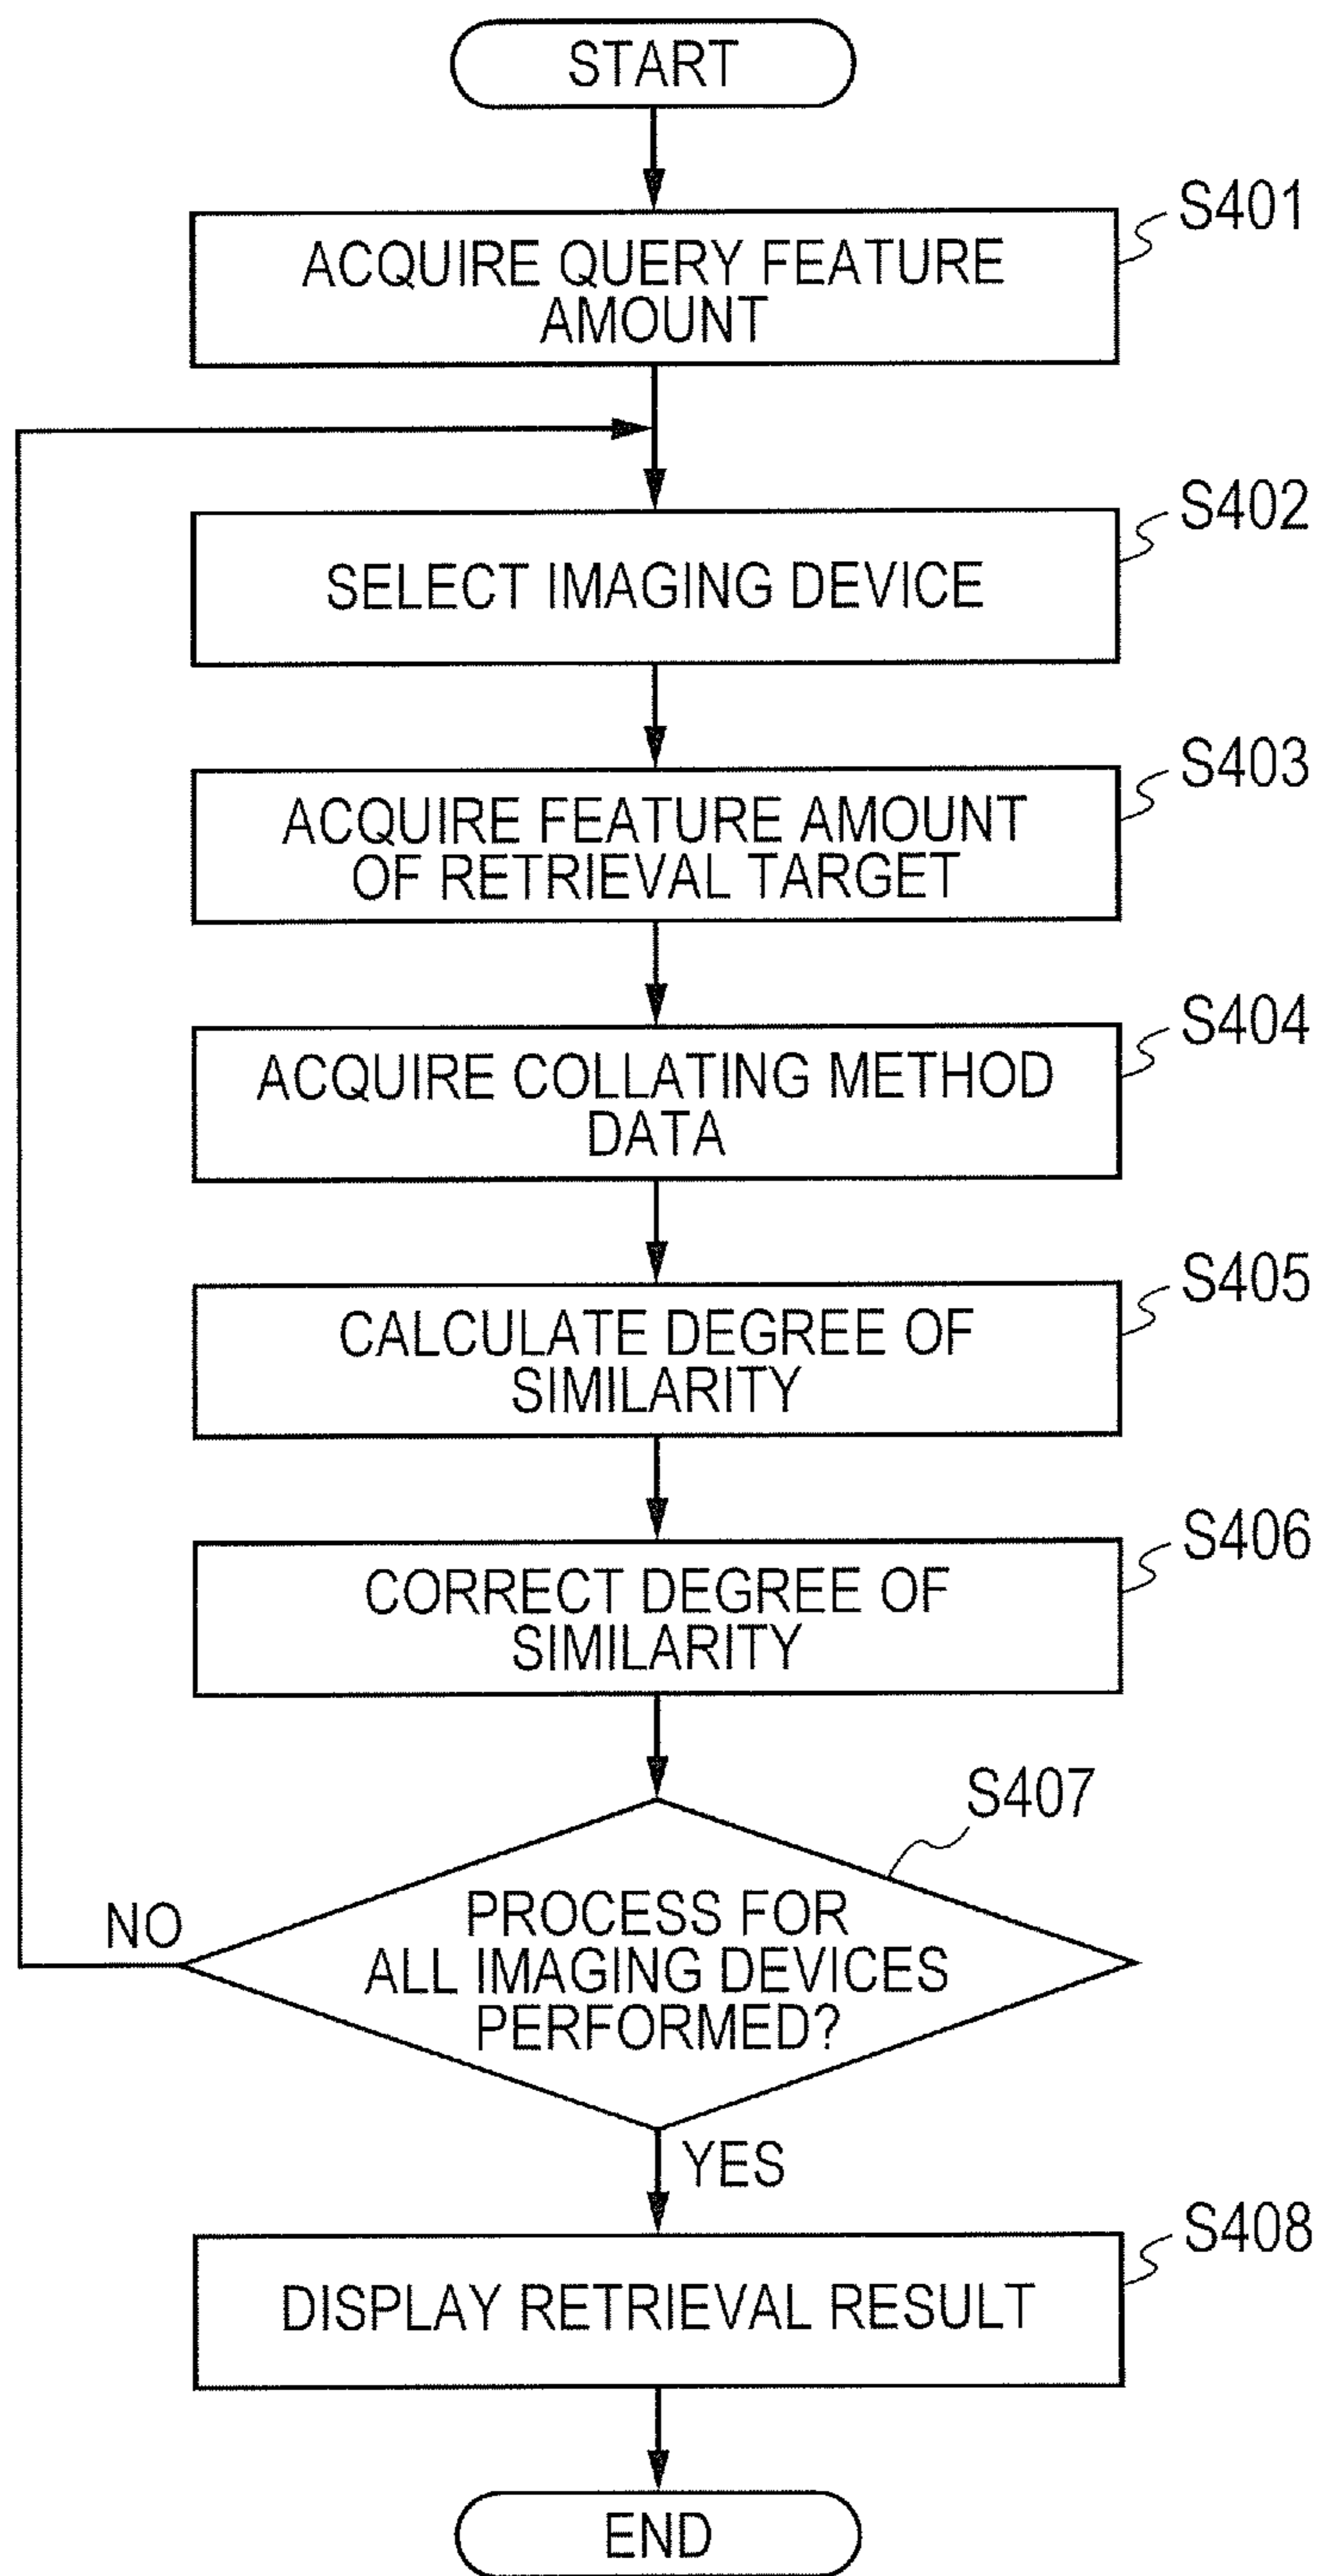 START
S401
ACQUIRE QUERY FEATURE
AMOUNT
S402
SELECT IMAGING DEVICE
S403
ACQUIRE FEATURE AMOUNT
OF RETRIEVAL TARGET
S404
ACQUIRE COLLATING METHOD
DATA
S405
CALCULATE DEGREE OF
SIMILARITY
S406
CORRECT DEGREE OF
SIMILARITY
S407
PROCESS FOR
ALL IMAGING DEVICES
PERFORMED?
NO
YES
S408
DISPLAY RETRIEVAL RESULT
END